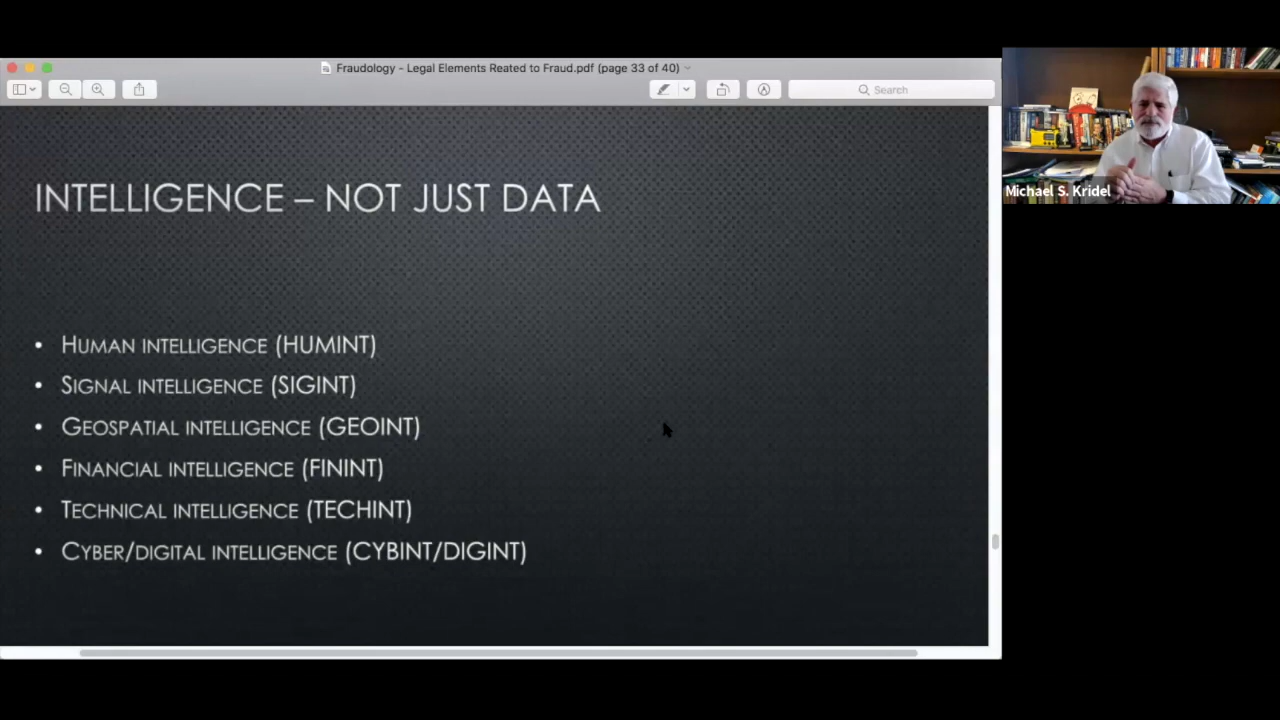 Fraudology - Legal Elements Reated to Fraud.pdf (page 33 of 40)
Search
INTELLIGENCE – NOT JUST DATA
• HUMAN INTELLIGENCE (HUMINT)
• SIGNAL INTELLIGENCE (SIGINT)
• GEOSPATIAL INTELLIGENCE (GEOINT)
• FINANCIAL INTELLIGENCE (FININT)
• TECHNICAL INTELLIGENCE (TECHINT)
• CYBER/DIGITAL INTELLIGENCE (CYBINT/DIGINT)
Michael S. Kridel